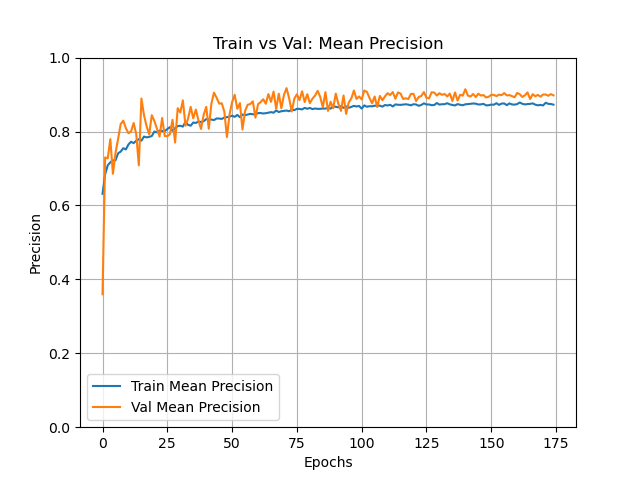 Train vs Val: Mean Precision
1.0
0.8
0.6
0.4
0.2
0.0
Precision
Train Mean Precision
Val Mean Precision
0 25 50 75 100 125 150 175
Epochs